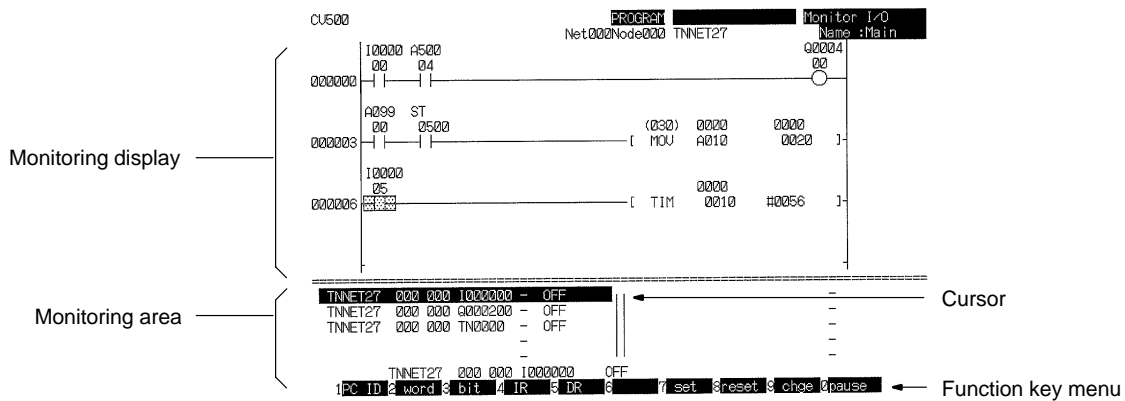 CV500 PROGRAM Monitor I/O
Net000Node000 TNNET27 Name :Main
I0000 A500 Q0004
00 04 00
000000
A099 ST
00 0500 (030) 0000 0000
000003 [ MOV A010 0020 ]
Monitoring display
I0000
05 0000
000006 [ TIM 0010 #0056 ]
TNNET27 000 000 I000000 - OFF -
Cursor
TNNET27 000 000 Q000200 - OFF -
Monitoring area
TNNET27 000 000 TN0000 - OFF -
- -
- -
TNNET27 000 000 I000000 OFF
1PC ID 2 word 3 bit 4 IR 5 DR 6 7 set 8reset 9 chge 0pause
Function key menu